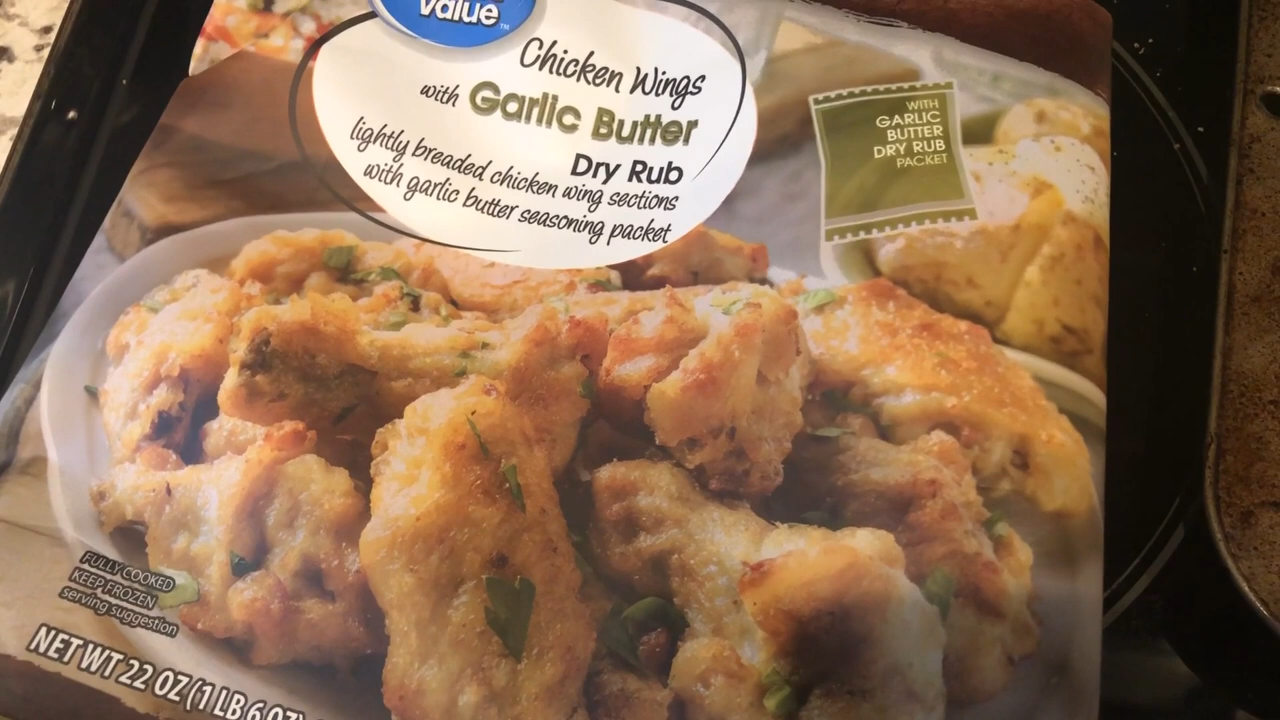 Value™
Chicken Wings
with Garlic Butter
Dry Rub
lightly breaded chicken wing sections
with garlic butter seasoning packet
WITH
GARLIC
BUTTER
DRY RUB
PACKET
FULLY COOKED
KEEP FROZEN
serving suggestion
NET WT 22 OZ (1 LB 6 OZ)